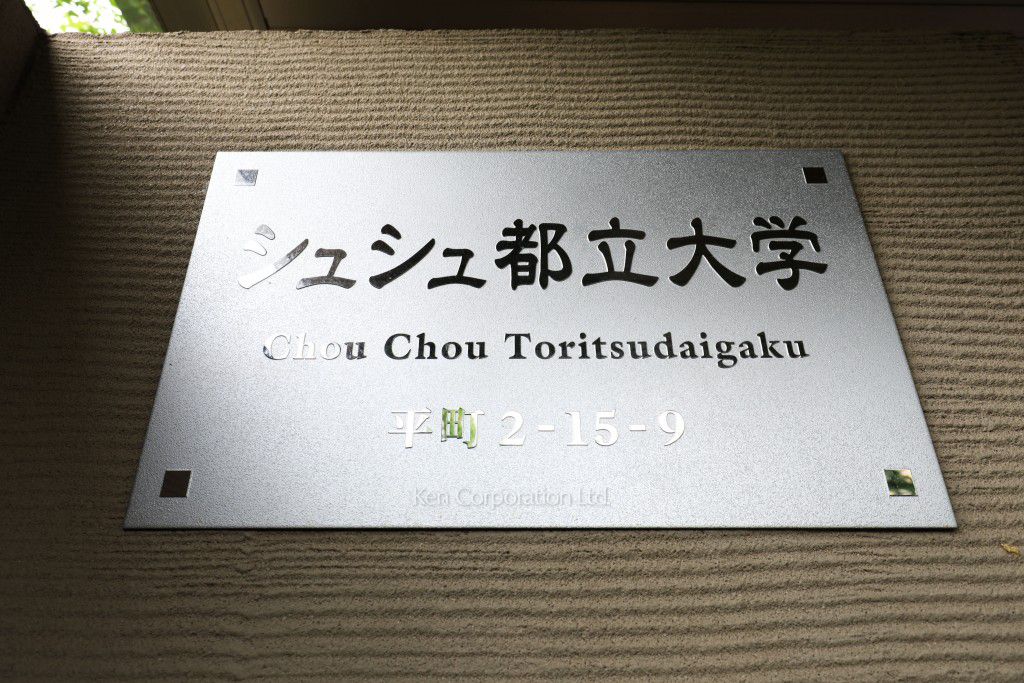 シュシュ都立大学
Chou Chou Toritsudaigaku
平町 2-15-9
Ken Corporation Ltd.